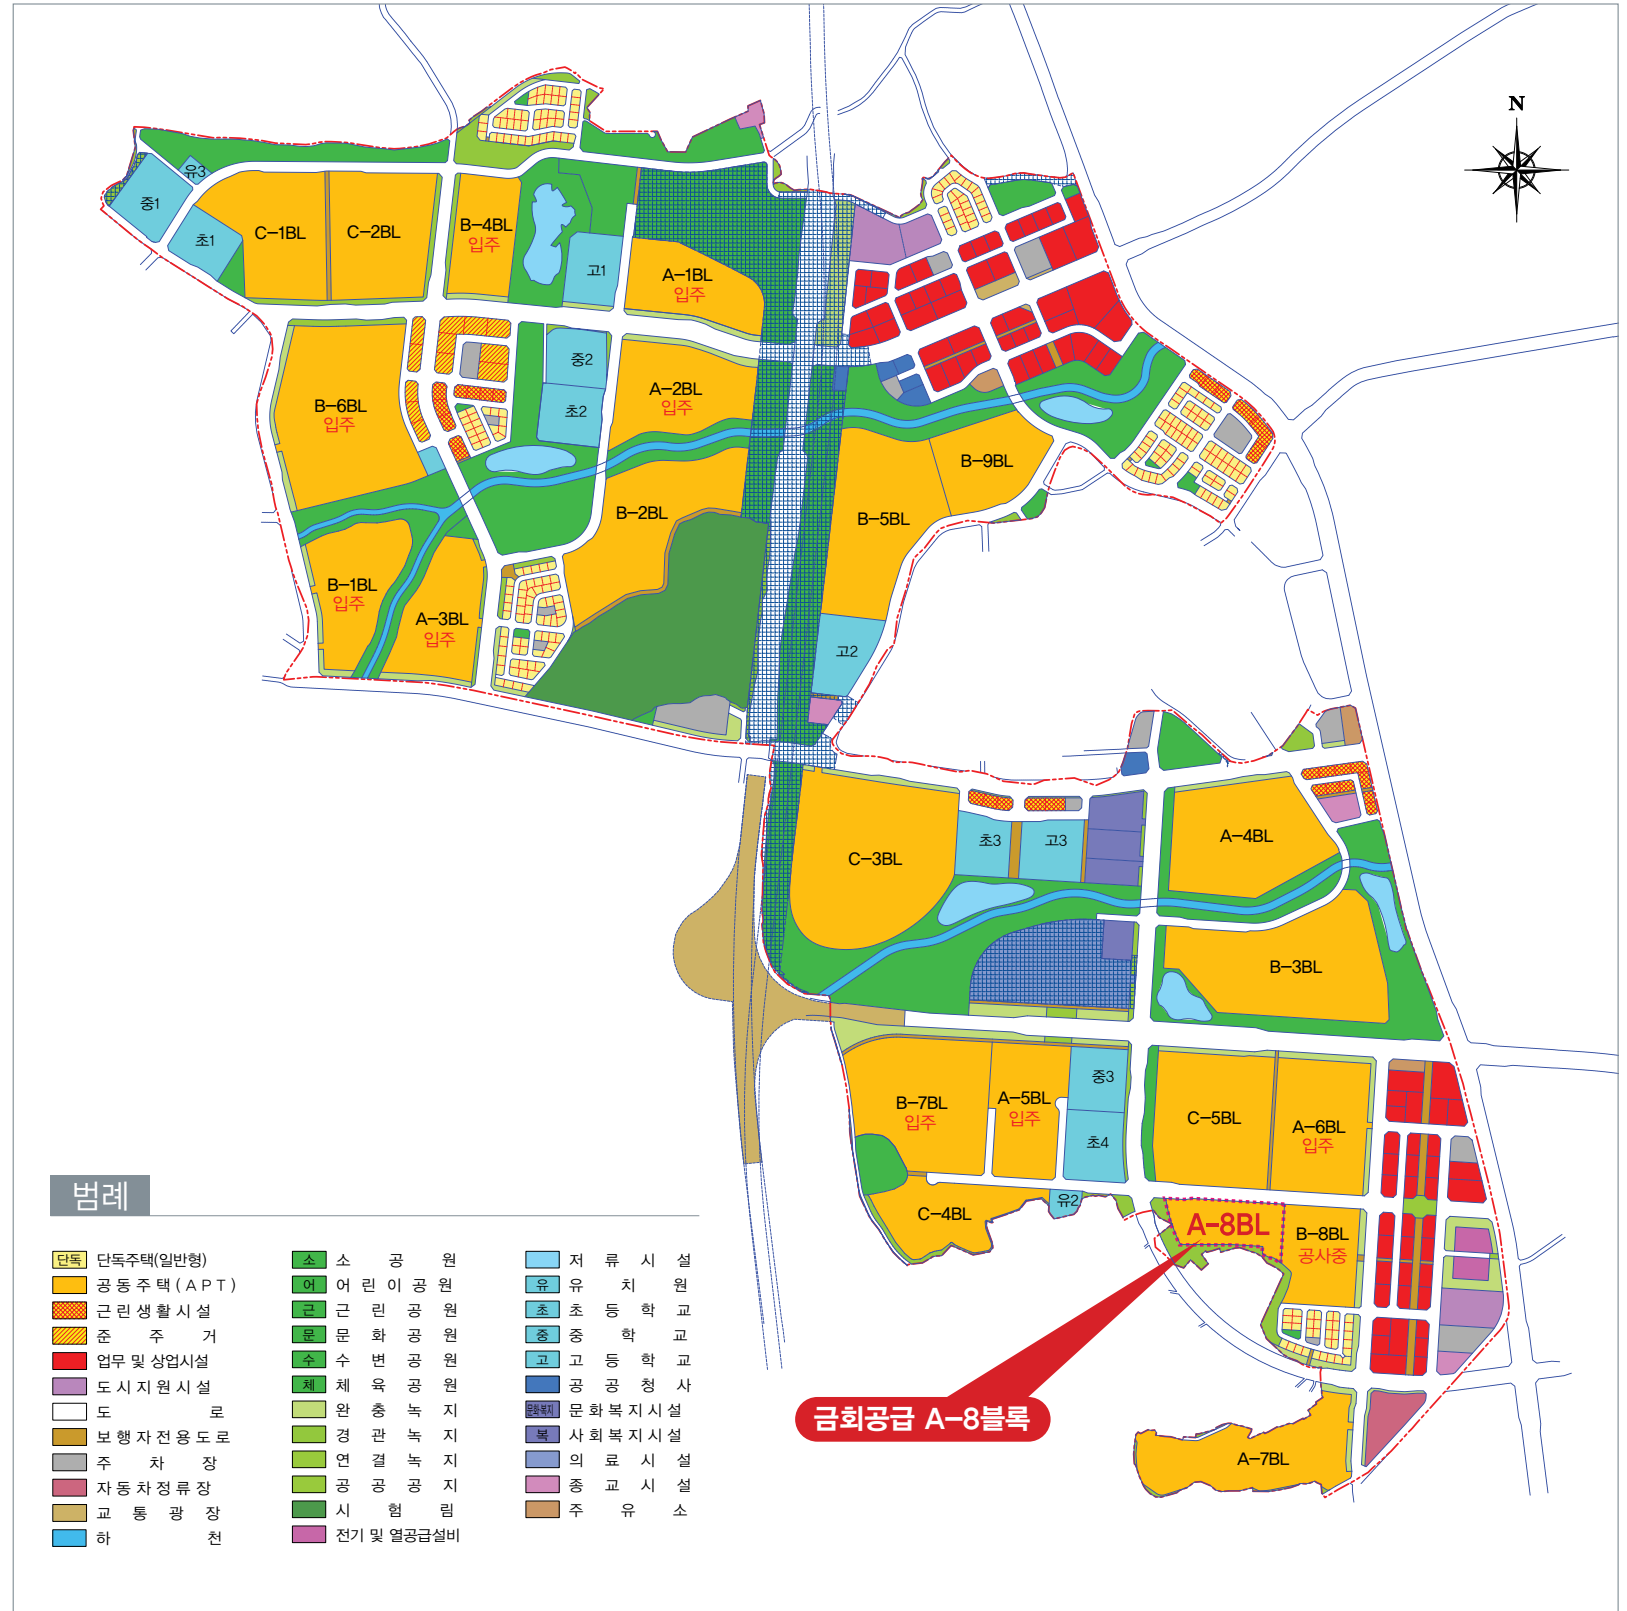 N
유3
중1
초1
C-1BL
C-2BL
B-4BL
입주
고1
A-1BL
입주
중2
초2
A-2BL
입주
B-6BL
입주
B-9BL
B-5BL
B-2BL
B-1BL
입주
A-3BL
입주
고2
C-3BL
초3
고3
A-4BL
B-3BL
B-7BL
입주
A-5BL
입주
중3
초4
C-5BL
A-6BL
입주
유2
C-4BL
A-8BL
B-8BL
공사중
금회공급 A-8블록
A-7BL
범례
단독 단독주택(일반형)
공동주택(APT)
근린생활시설
준주거
업무 및 상업시설
도시지원시설
도로
보행자전용도로
주차장
자동차정류장
교통광장
하천
소 소공원
어 어린이공원
근 근린공원
문 문화공원
수 수변공원
체 체육공원
완충녹지
경관녹지
연결녹지
공공공지
시험림
전기 및 열공급설비
저류시설
유 유치원
초 초등학교
중 중학교
고 고등학교
공공청사
문화복지 문화복지시설
복 사회복지시설
의료시설
종교시설
주유소